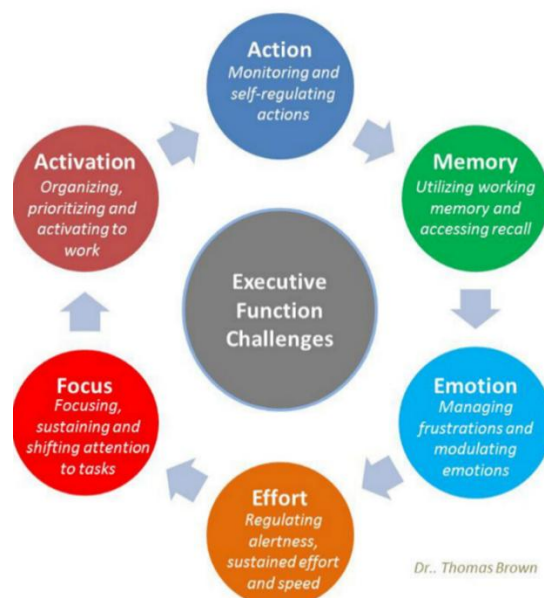 Action
Monitoring and
self-regulating
actions
Memory
Utilizing working
memory and
accessing recall
Emotion
Managing
frustrations and
modulating
emotions
Effort
Regulating
alertness,
sustained effort
and speed
Focus
Focusing,
sustaining and
shifting attention
to tasks
Activation
Organizing,
prioritizing and
activating to
work
Executive
Function
Challenges
Dr.. Thomas Brown